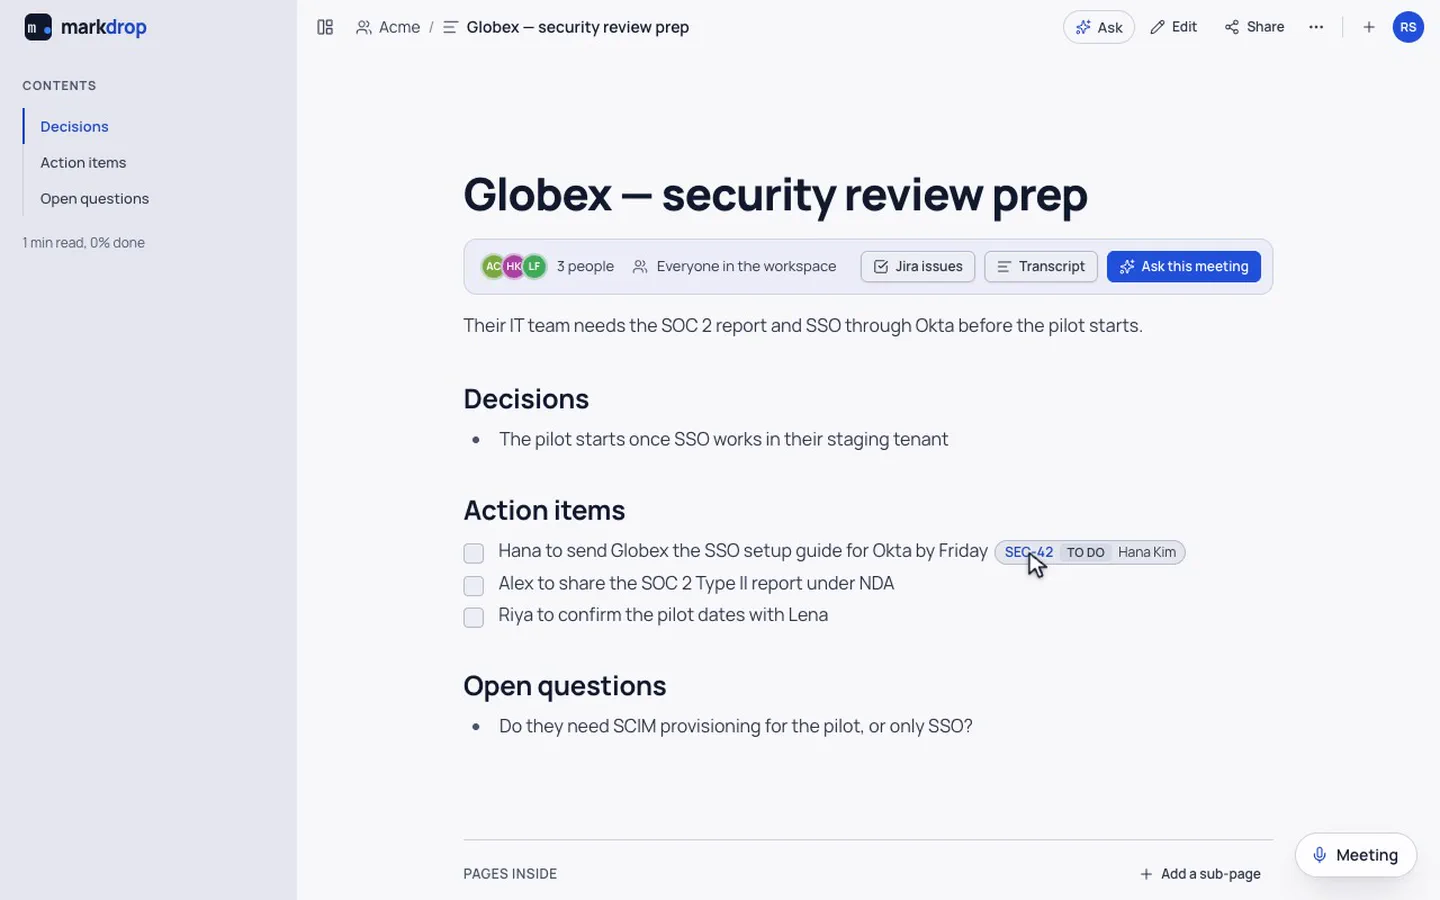 m markdrop
CONTENTS
Decisions
Action items
Open questions
1 min read, 0% done
Acme / Globex — security review prep
Ask
Edit
Share
RS
Globex — security review prep
AC HK LF 3 people Everyone in the workspace Jira issues Transcript Ask this meeting
Their IT team needs the SOC 2 report and SSO through Okta before the pilot starts.
Decisions
• The pilot starts once SSO works in their staging tenant
Action items
Hana to send Globex the SSO setup guide for Okta by Friday SEC-42 TO DO Hana Kim
Alex to share the SOC 2 Type II report under NDA
Riya to confirm the pilot dates with Lena
Open questions
• Do they need SCIM provisioning for the pilot, or only SSO?
PAGES INSIDE
+ Add a sub-page
Meeting